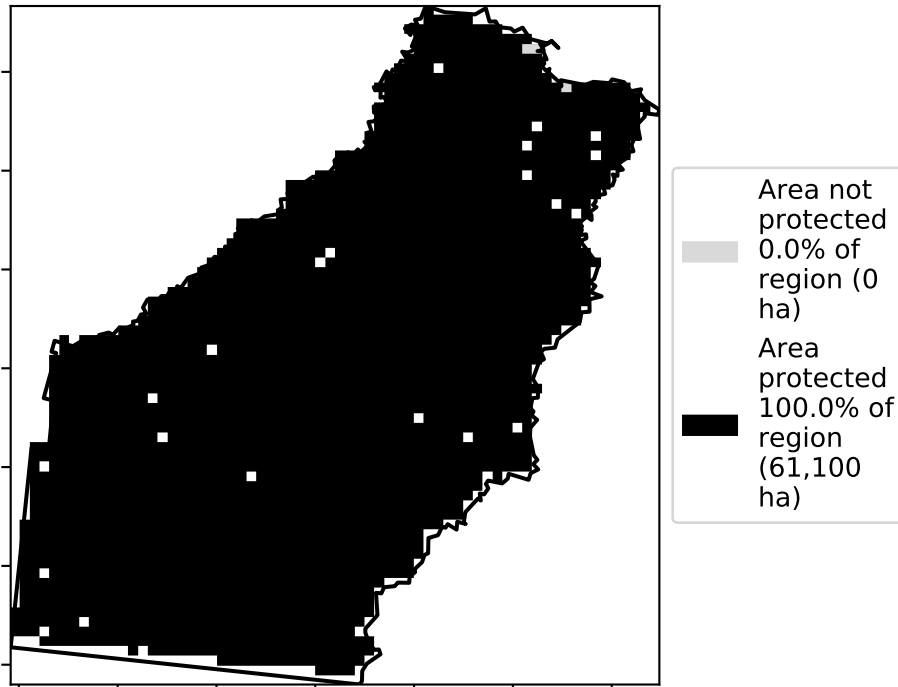 Area not
protected
0.0% of
region (0
ha)
Area
protected
100.0% of
region
(61,100
ha)